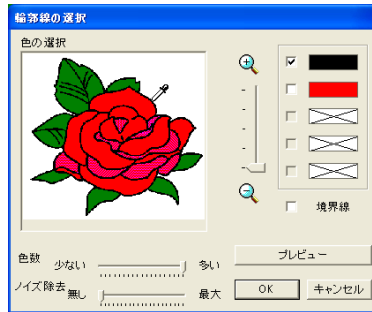 輪郭線の選択
色の選択
境界線
色数 少ない 多い
プレビュー
ノイズ除去 無し 最大
OK キャンセル